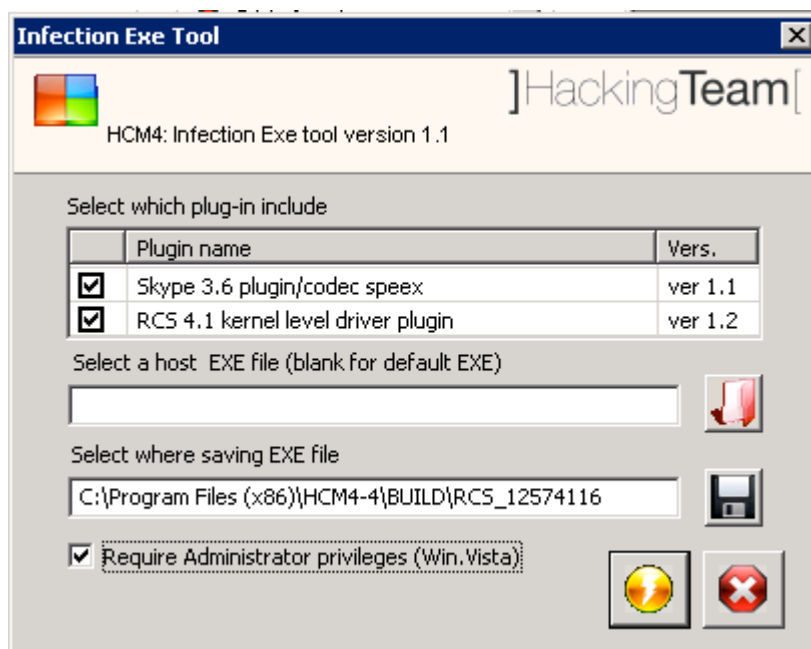 Infection Exe Tool
]HackingTeam[
HCM4: Infection Exe tool version 1.1
Select which plug-in include
Plugin name Vers.
Skype 3.6 plugin/codec speex ver 1.1
RCS 4.1 kernel level driver plugin ver 1.2
Select a host EXE file (blank for default EXE)
Select where saving EXE file
C:\Program Files (x86)\HCM4-4\BUILD\RCS_12574116
Require Administrator privileges (Win.Vista)